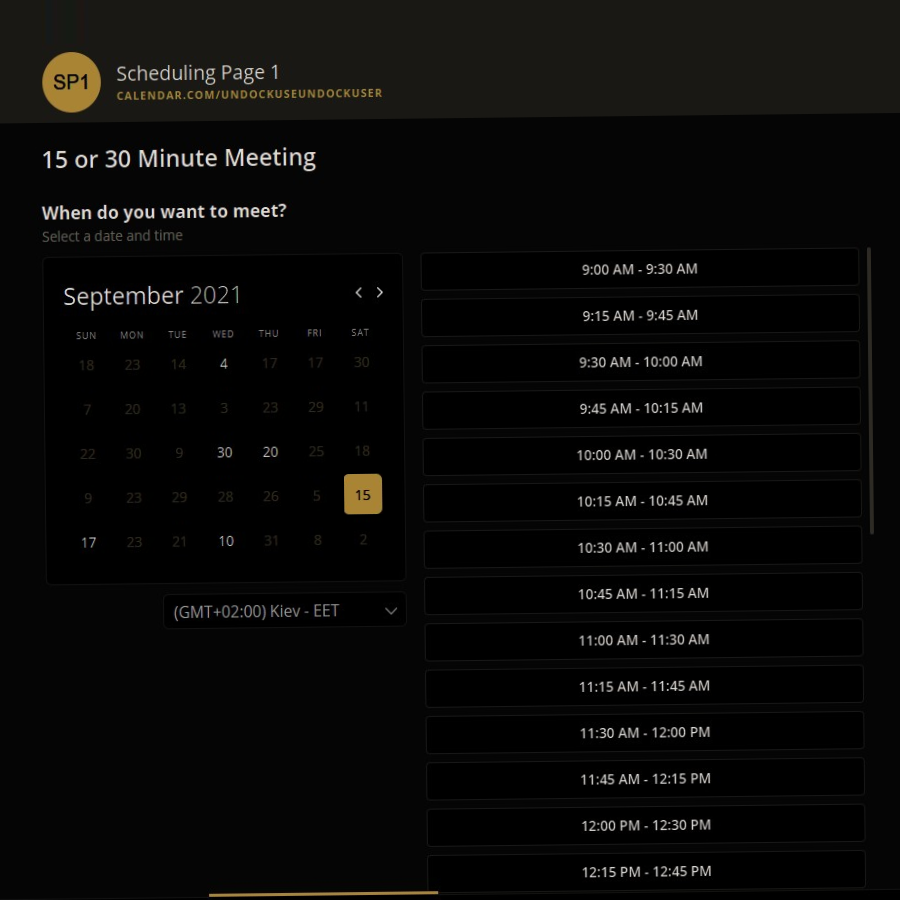 SP1
Scheduling Page 1
CALENDAR.COM/UNDOCKUSEUNDOCKUSER
15 or 30 Minute Meeting
When do you want to meet?
Select a date and time
September 2021
SUN MON TUE WED THU FRI SAT
18 23 14 4 17 17 30
7 20 13 3 23 29 11
22 30 9 30 20 25 18
9 23 29 28 26 5 15
17 23 21 10 31 8 2
(GMT+02:00) Kiev - EET
9:00 AM - 9:30 AM
9:15 AM - 9:45 AM
9:30 AM - 10:00 AM
9:45 AM - 10:15 AM
10:00 AM - 10:30 AM
10:15 AM - 10:45 AM
10:30 AM - 11:00 AM
10:45 AM - 11:15 AM
11:00 AM - 11:30 AM
11:15 AM - 11:45 AM
11:30 AM - 12:00 PM
11:45 AM - 12:15 PM
12:00 PM - 12:30 PM
12:15 PM - 12:45 PM